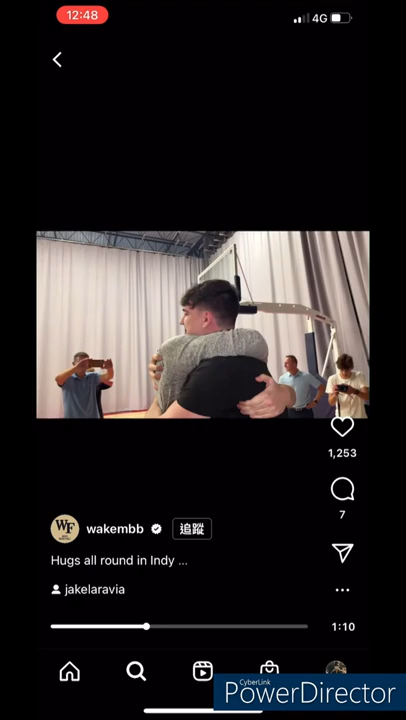 12:48
4G
1,253
7
WF
wakembb 追蹤
Hugs all round in Indy ...
jakelaravia
1:10
CyberLink
PowerDirector